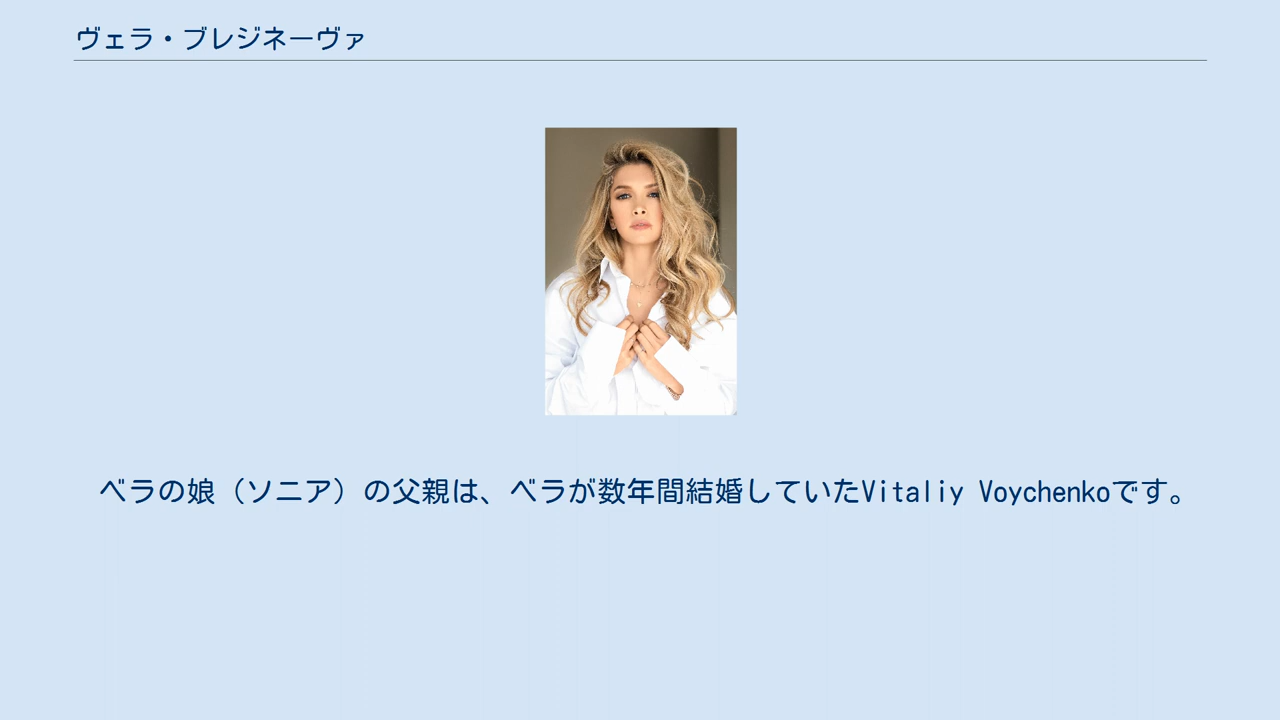 ヴェラ・ブレジネーヴァ
ベラの娘（ソニア）の父親は、ベラが数年間結婚していたVitaliy Voychenkoです。